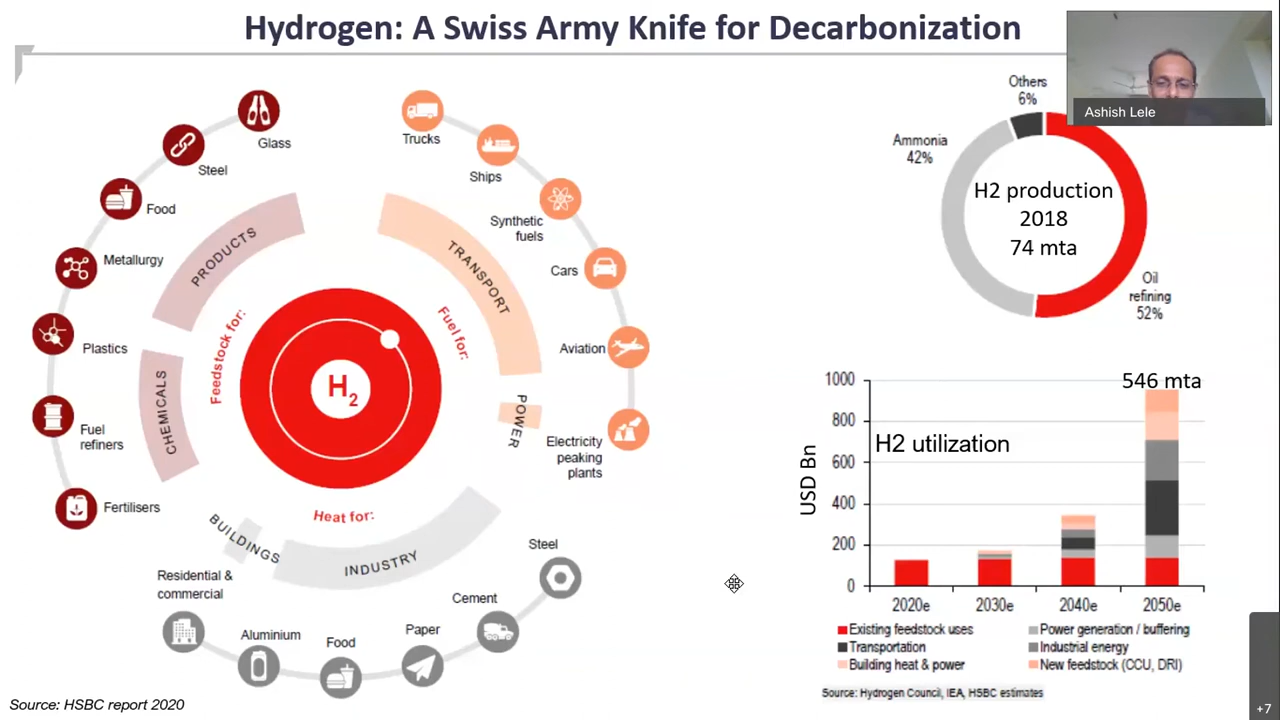 Hydrogen: A Swiss Army Knife for Decarbonization
Ashish Lele
Glass
Steel
Food
Metallurgy
Plastics
Fuel
refiners
Fertilisers
PRODUCTS
CHEMICALS
Feedstock for:
H2
Trucks
Ships
Synthetic
fuels
Cars
Aviation
Electricity
peaking
plants
TRANSPORT
POWER
Fuel for:
Heat for:
BUILDINGS
INDUSTRY
Residential &
commercial
Aluminium
Food
Paper
Cement
Steel
Source: HSBC report 2020
Others
6%
Ammonia
42%
H2 production
2018
74 mta
Oil
refining
52%
546 mta
H2 utilization
USD Bn
1000
800
600
400
200
0
2020e 2030e 2040e 2050e
Existing feedstock uses
Power generation / buffering
Transportation
Industrial energy
Building heat & power
New feedstock (CCU, DRI)
Source: Hydrogen Council, IEA, HSBC estimates
+7